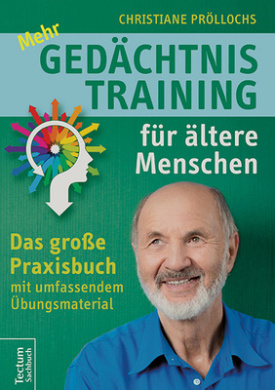 CHRISTIANE PRÖLLOCHS
Mehr
GEDÄCHTNIS
TRAINING
für ältere
Menschen
Das große
Praxisbuch
mit umfassendem
Übungsmaterial
Tectum
Sachbuch